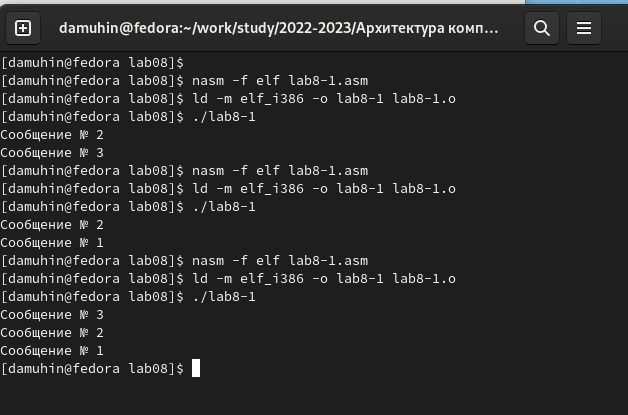 damuhin@fedora:~/work/study/2022-2023/Архитектура комп...
[damuhin@fedora lab08]$
[damuhin@fedora lab08]$ nasm -f elf lab8-1.asm
[damuhin@fedora lab08]$ ld -m elf_i386 -o lab8-1 lab8-1.o
[damuhin@fedora lab08]$ ./lab8-1
Сообщение № 2
Сообщение № 3
[damuhin@fedora lab08]$ nasm -f elf lab8-1.asm
[damuhin@fedora lab08]$ ld -m elf_i386 -o lab8-1 lab8-1.o
[damuhin@fedora lab08]$ ./lab8-1
Сообщение № 2
Сообщение № 1
[damuhin@fedora lab08]$ nasm -f elf lab8-1.asm
[damuhin@fedora lab08]$ ld -m elf_i386 -o lab8-1 lab8-1.o
[damuhin@fedora lab08]$ ./lab8-1
Сообщение № 3
Сообщение № 2
Сообщение № 1
[damuhin@fedora lab08]$